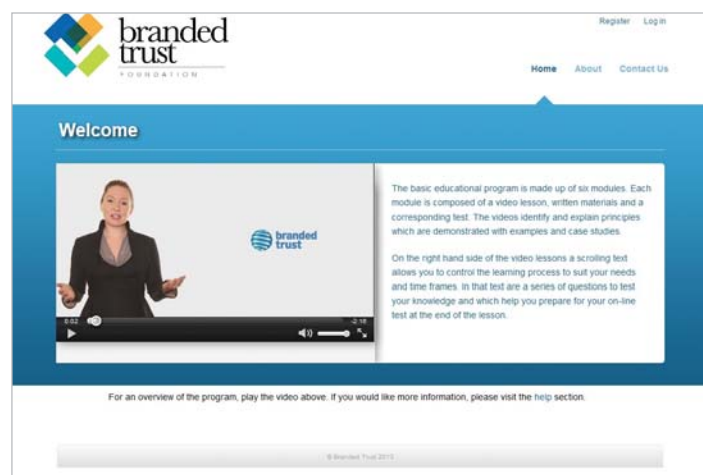 branded
trust
FOUNDATION
Register Log in
Home About Contact Us
Welcome
branded
trust
0:02 -2:16
The basic educational program is made up of six modules. Each
module is composed of a video lesson, written materials and a
corresponding test. The videos identify and explain principles
which are demonstrated with examples and case studies.
On the right hand side of the video lessons a scrolling text
allows you to control the learning process to suit your needs
and time frames. In that text are a series of questions to test
your knowledge and which help you prepare for your on-line
test at the end of the lesson.
For an overview of the program, play the video above. If you would like more information, please visit the help section.
© Branded Trust 2013